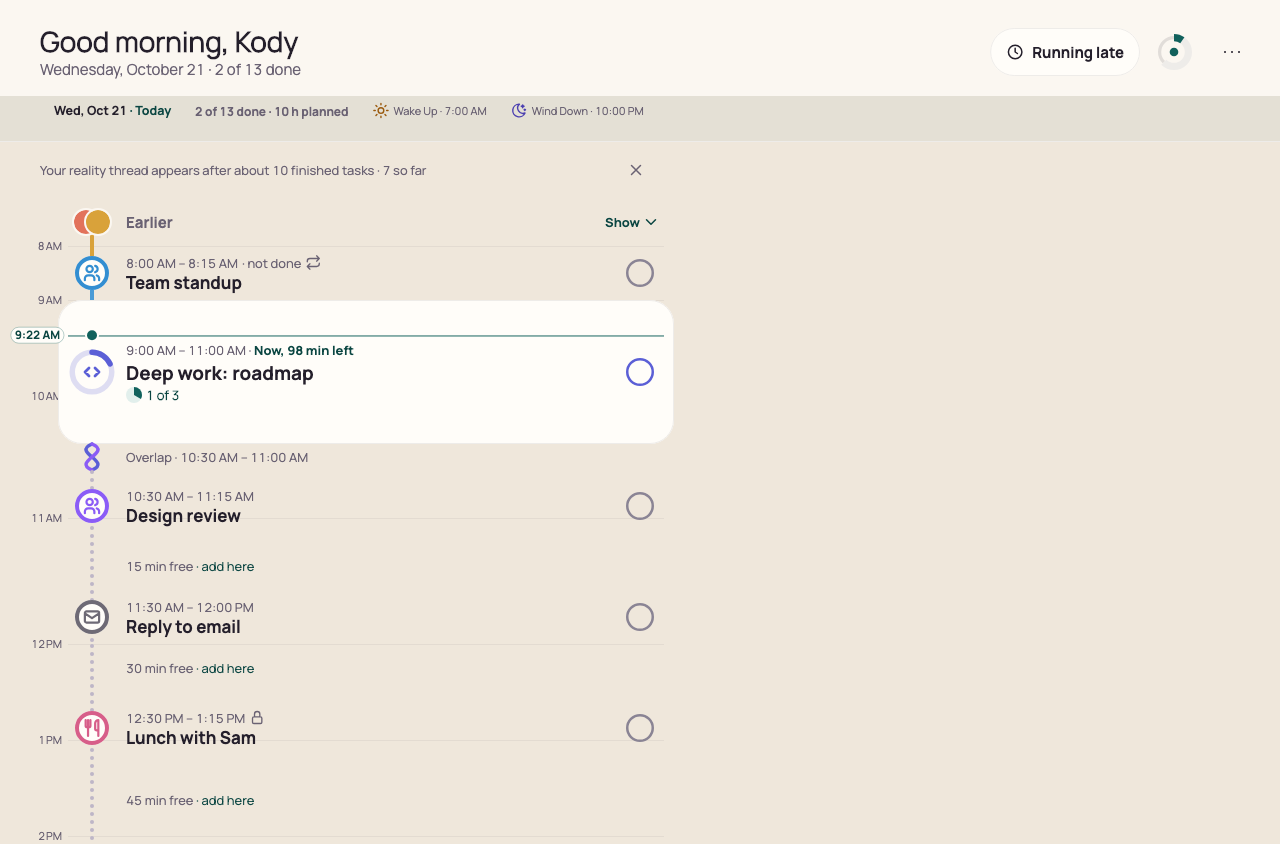 Good morning, Kody
Wednesday, October 21 · 2 of 13 done
Running late
Wed, Oct 21 · Today
2 of 13 done · 10 h planned
Wake Up · 7:00 AM
Wind Down · 10:00 PM
Your reality thread appears after about 10 finished tasks · 7 so far
Earlier
Show
8 AM
8:00 AM – 8:15 AM · not done
Team standup
9 AM
9:22 AM
9:00 AM – 11:00 AM · Now, 98 min left
Deep work: roadmap
1 of 3
10 AM
Overlap · 10:30 AM – 11:00 AM
10:30 AM – 11:15 AM
Design review
11 AM
15 min free · add here
11:30 AM – 12:00 PM
Reply to email
12 PM
30 min free · add here
12:30 PM – 1:15 PM
Lunch with Sam
1 PM
45 min free · add here
2 PM